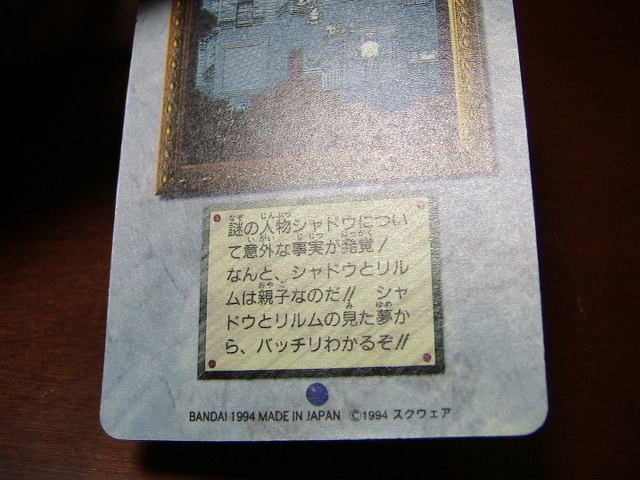 謎の人物シャドウについ
て意外な事実が発覚！
なんと、シャドウとリル
ムは親子なのだ!! シャ
ドウとリルムの見た夢か
ら、バッチリわかるぞ!!
BANDAI 1994 MADE IN JAPAN ©1994 スクウェア